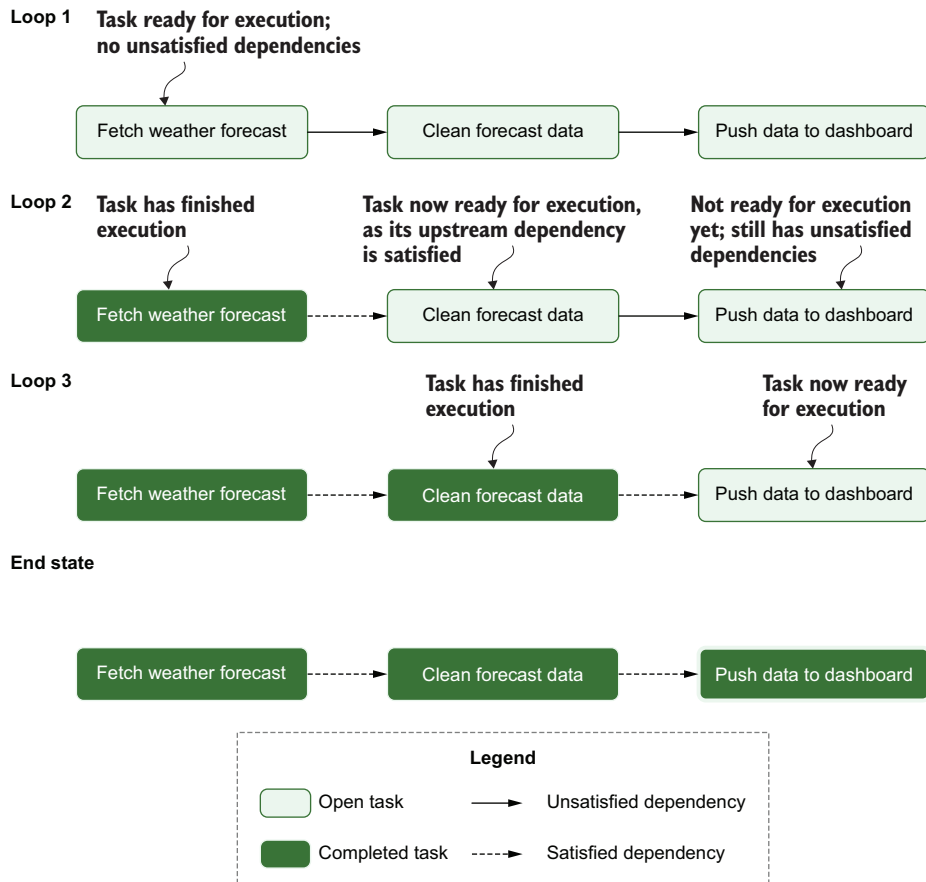 Loop 1
Task ready for execution;
no unsatisfied dependencies
Fetch weather forecast
Clean forecast data
Push data to dashboard
Loop 2
Task has finished
execution
Task now ready for execution,
as its upstream dependency
is satisfied
Not ready for execution
yet; still has unsatisfied
dependencies
Fetch weather forecast
Clean forecast data
Push data to dashboard
Loop 3
Task has finished
execution
Task now ready
for execution
Fetch weather forecast
Clean forecast data
Push data to dashboard
End state
Fetch weather forecast
Clean forecast data
Push data to dashboard
Legend
Open task
Unsatisfied dependency
Completed task
Satisfied dependency